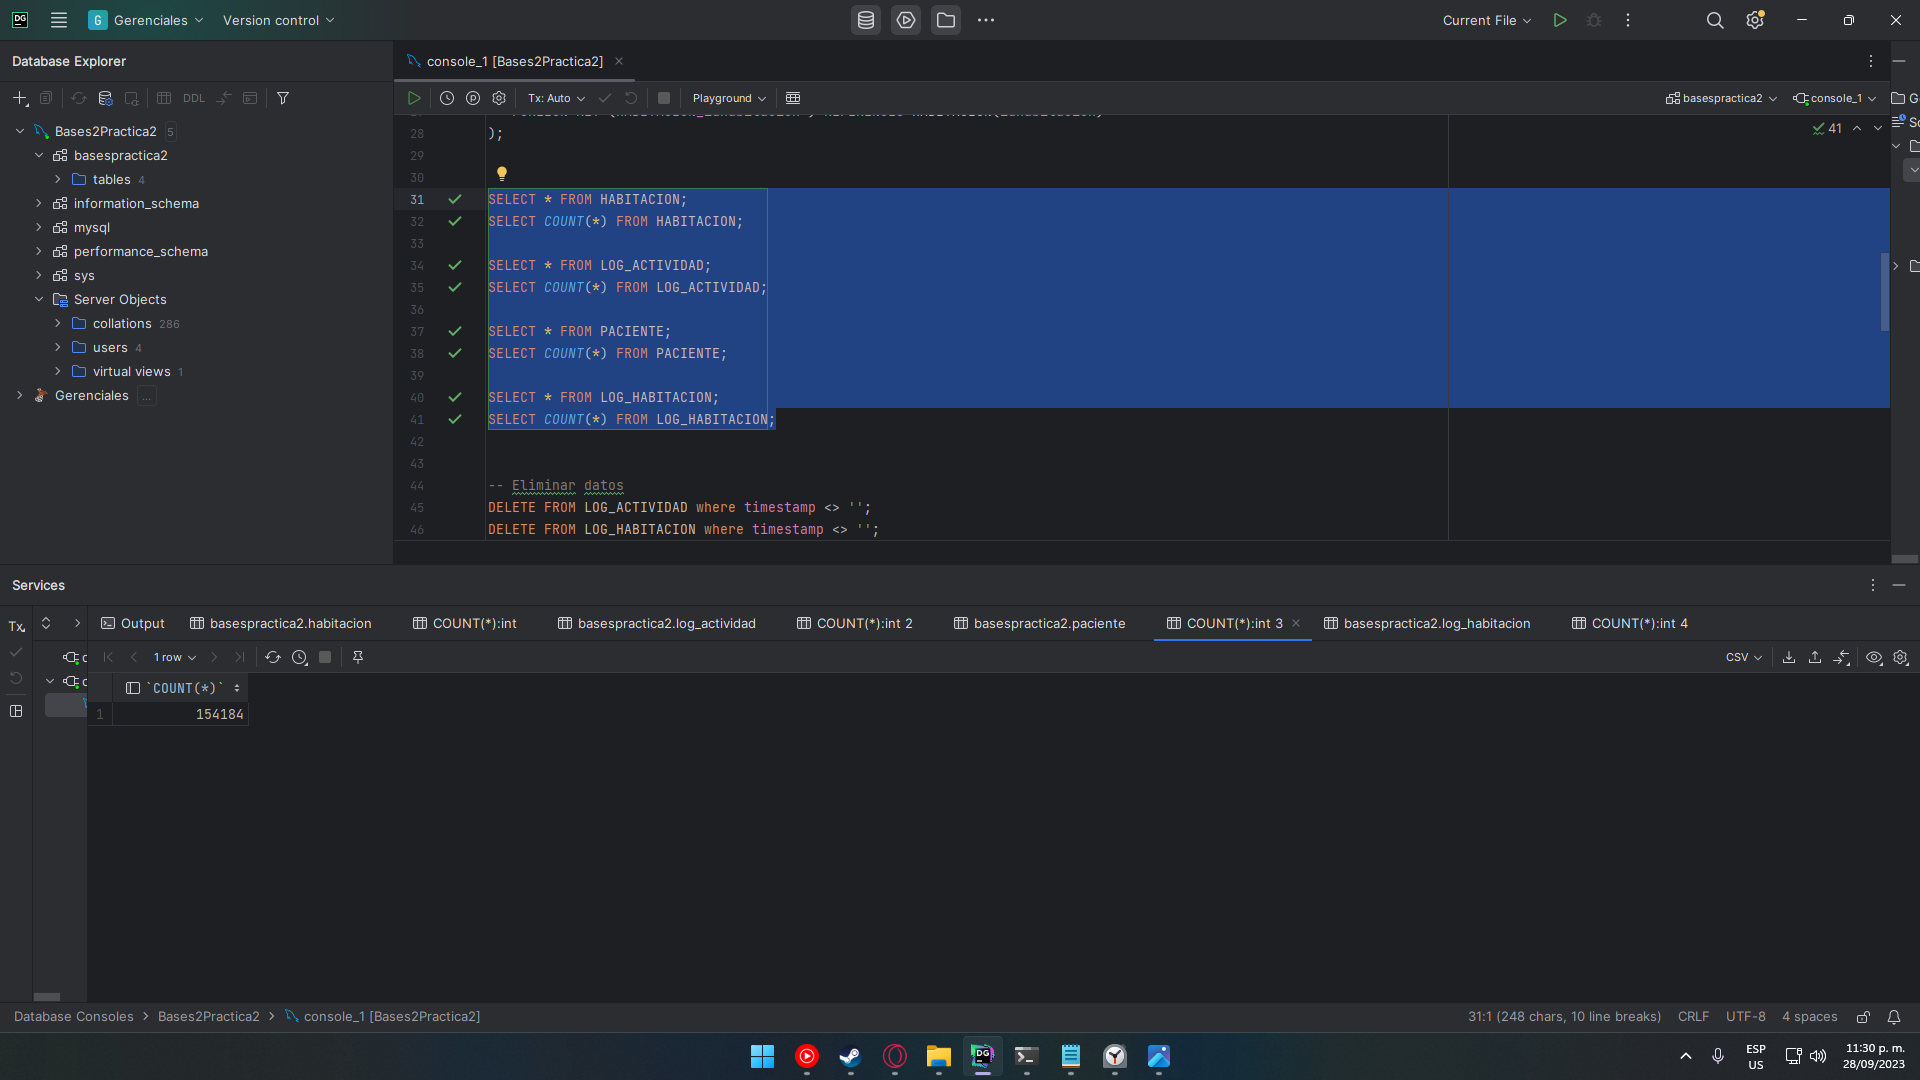 DG
G Gerenciales
Version control
Current File
Database Explorer
console_1 [Bases2Practica2]
DDL
Tx: Auto
Playground
basespractica2
console_1
Bases2Practica2 5
basespractica2
tables 4
information_schema
mysql
performance_schema
sys
Server Objects
collations 286
users 4
virtual views 1
Gerenciales ...
41
28 );
29
30
31 SELECT * FROM HABITACION;
32 SELECT COUNT(*) FROM HABITACION;
33
34 SELECT * FROM LOG_ACTIVIDAD;
35 SELECT COUNT(*) FROM LOG_ACTIVIDAD;
36
37 SELECT * FROM PACIENTE;
38 SELECT COUNT(*) FROM PACIENTE;
39
40 SELECT * FROM LOG_HABITACION;
41 SELECT COUNT(*) FROM LOG_HABITACION;
42
43
44 -- Eliminar datos
45 DELETE FROM LOG_ACTIVIDAD where timestamp <> '';
46 DELETE FROM LOG_HABITACION where timestamp <> '';
Services
Tx
Output
basespractica2.habitacion
COUNT(*):int
basespractica2.log_actividad
COUNT(*):int 2
basespractica2.paciente
COUNT(*):int 3
basespractica2.log_habitacion
COUNT(*):int 4
1 row
CSV
`COUNT(*)`
1 154184
Database Consoles > Bases2Practica2 > console_1 [Bases2Practica2]
31:1 (248 chars, 10 line breaks)
CRLF
UTF-8
4 spaces
DG
ESP
US
11:30 p. m.
28/09/2023